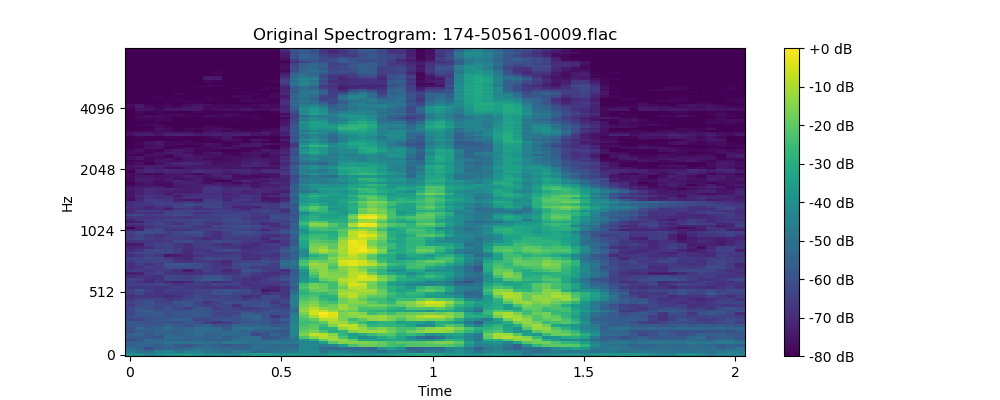 Original Spectrogram: 174-50561-0009.flac
Hz
4096
2048
1024
512
0
0
0.5
1
1.5
2
Time
+0 dB
-10 dB
-20 dB
-30 dB
-40 dB
-50 dB
-60 dB
-70 dB
-80 dB